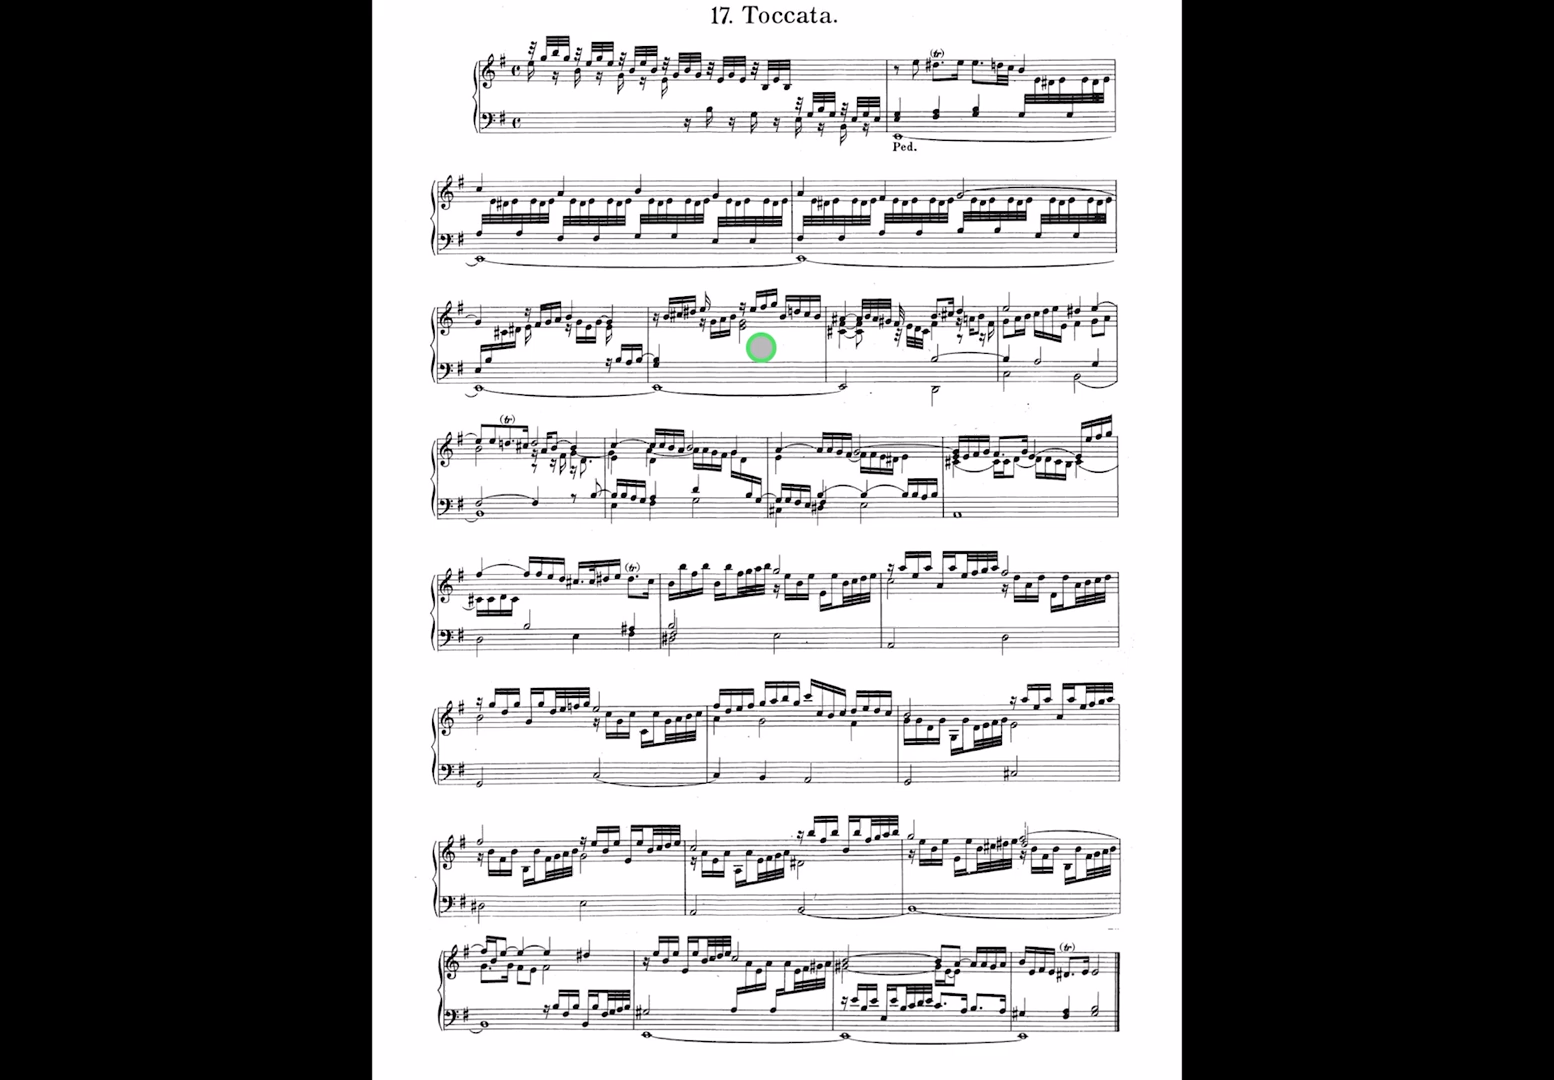 17. Toccata.
(tr)
Ped.
(tr)
(tr)
(tr)